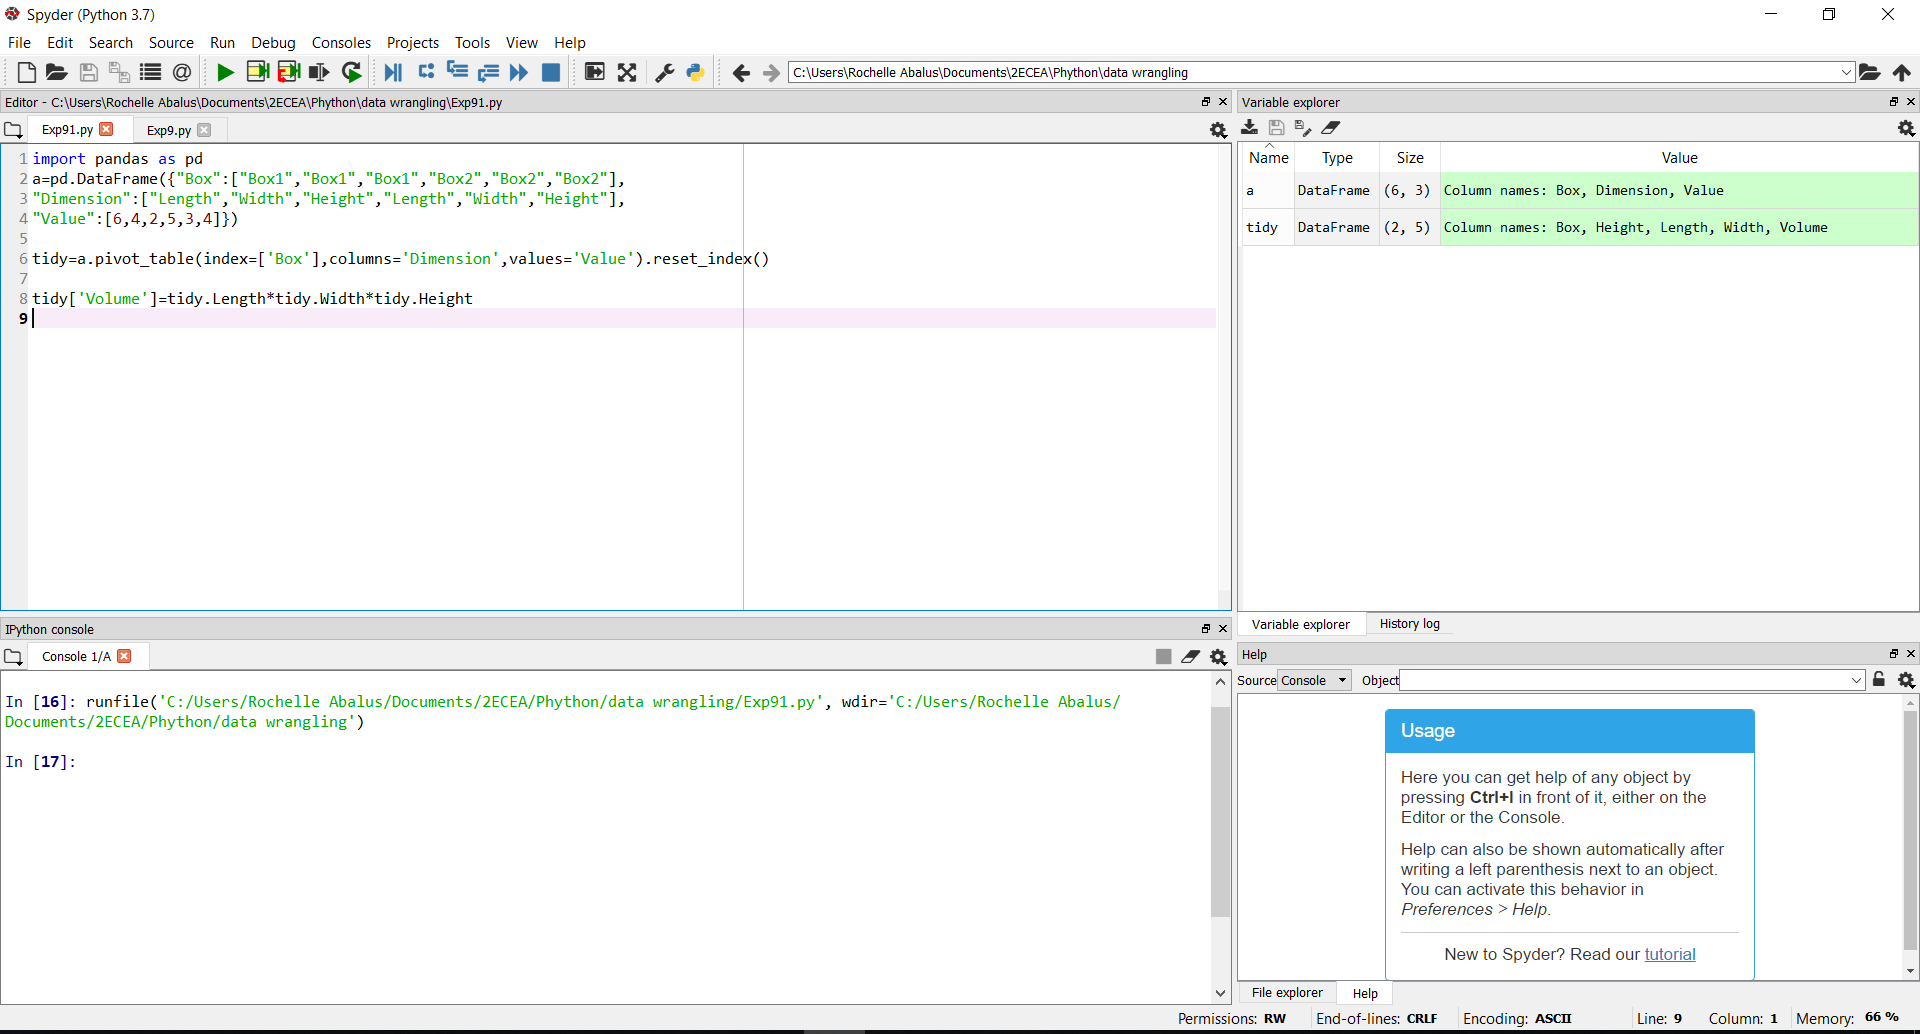 Spyder (Python 3.7)
File Edit Search Source Run Debug Consoles Projects Tools View Help
C:\Users\Rochelle Abalus\Documents\2ECEA\Phython\data wrangling
Editor - C:\Users\Rochelle Abalus\Documents\2ECEA\Phython\data wrangling\Exp91.py
Exp91.py Exp9.py
1 import pandas as pd
2 a=pd.DataFrame({"Box":["Box1","Box1","Box1","Box2","Box2","Box2"],
3 "Dimension":["Length","Width","Height","Length","Width","Height"],
4 "Value":[6,4,2,5,3,4]})
5
6 tidy=a.pivot_table(index=['Box'],columns='Dimension',values='Value').reset_index()
7
8 tidy['Volume']=tidy.Length*tidy.Width*tidy.Height
9
Variable explorer
Name Type Size Value
a DataFrame (6, 3) Column names: Box, Dimension, Value
tidy DataFrame (2, 5) Column names: Box, Height, Length, Width, Volume
Variable explorer History log
IPython console
Console 1/A
In [16]: runfile('C:/Users/Rochelle Abalus/Documents/2ECEA/Phython/data wrangling/Exp91.py', wdir='C:/Users/Rochelle Abalus/
Documents/2ECEA/Phython/data wrangling')
In [17]:
Help
Source Console Object
Usage
Here you can get help of any object by
pressing Ctrl+I in front of it, either on the
Editor or the Console.
Help can also be shown automatically after
writing a left parenthesis next to an object.
You can activate this behavior in
Preferences > Help.
New to Spyder? Read our tutorial
File explorer Help
Permissions: RW End-of-lines: CRLF Encoding: ASCII Line: 9 Column: 1 Memory: 66 %